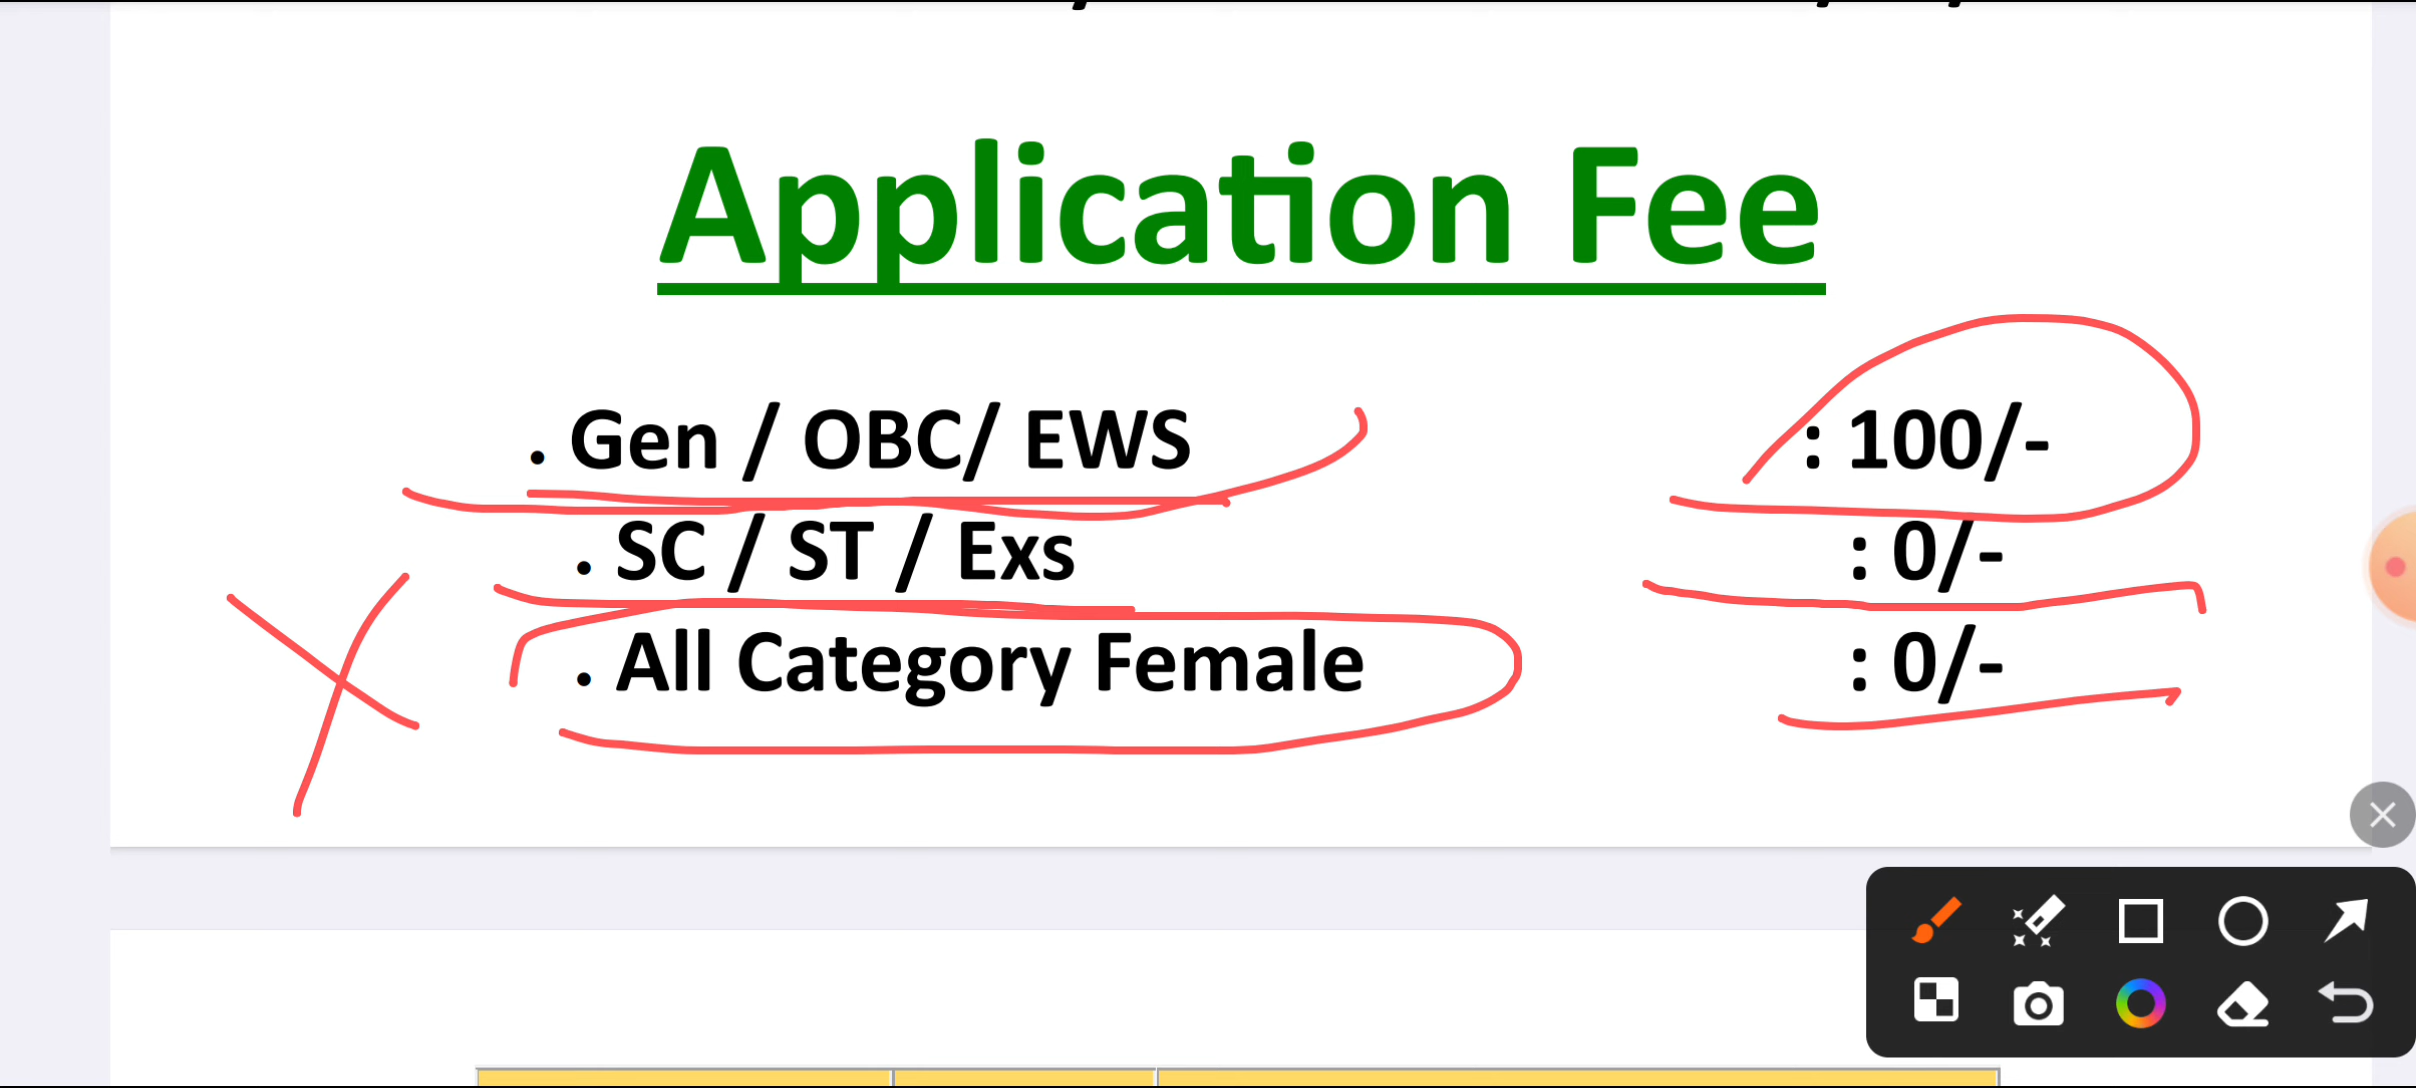 Application Fee
. Gen / OBC/ EWS : 100/-
. SC / ST / Exs : 0/-
. All Category Female : 0/-